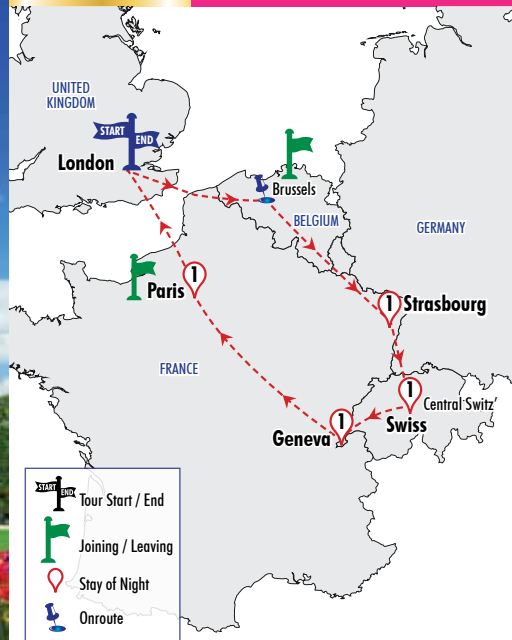 UNITED
KINGDOM
START
END
London
Brussels
BELGIUM
GERMANY
1
Paris
1
Strasbourg
FRANCE
1
Central Switz'
Swiss
1
Geneva
START
END
Tour Start / End
Joining / Leaving
Stay of Night
Onroute